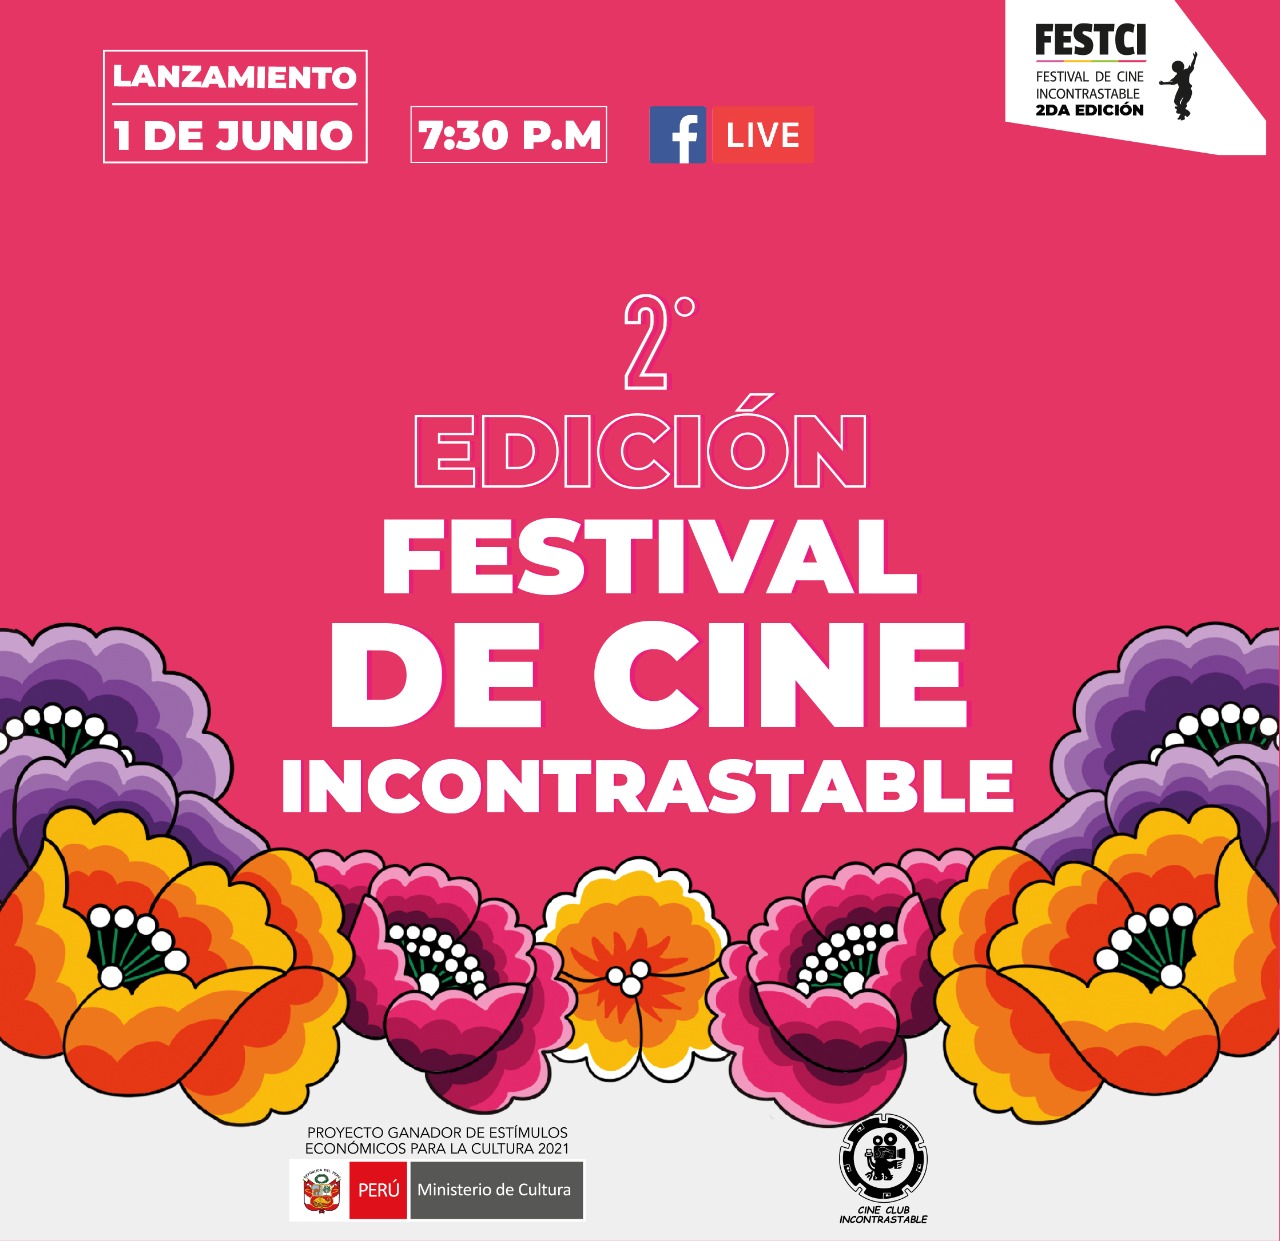 LANZAMIENTO
1 DE JUNIO
7:30 P.M
f LIVE
FESTCI
FESTIVAL DE CINE
INCONTRASTABLE
2DA EDICIÓN
2°
EDICIÓN
FESTIVAL
DE CINE
INCONTRASTABLE
PROYECTO GANADOR DE ESTÍMULOS
ECONÓMICOS PARA LA CULTURA 2021
PERÚ Ministerio de Cultura
CINE CLUB
INCONTRASTABLE